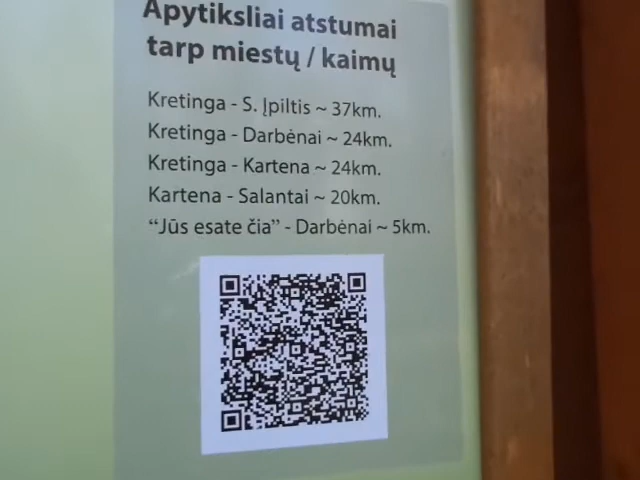 Apytiksliai atstumai
tarp miestų / kaimų
Kretinga - S. Įpiltis ~ 37km.
Kretinga - Darbėnai ~ 24km.
Kretinga - Kartena ~ 24km.
Kartena - Salantai ~ 20km.
“Jūs esate čia” - Darbėnai ~ 5km.